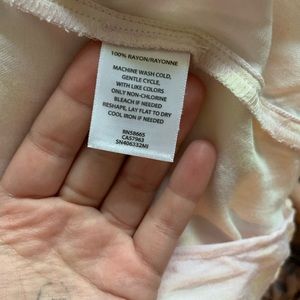 100% RAYON/RAYONNE
MACHINE WASH COLD,
GENTLE CYCLE.
WITH LIKE COLORS
ONLY NON-CHLORINE
BLEACH IF NEEDED
RESHAPE, LAY FLAT TO DRY
COOL IRON IF NEEDED
RN58665
CA57963
SN406332MI